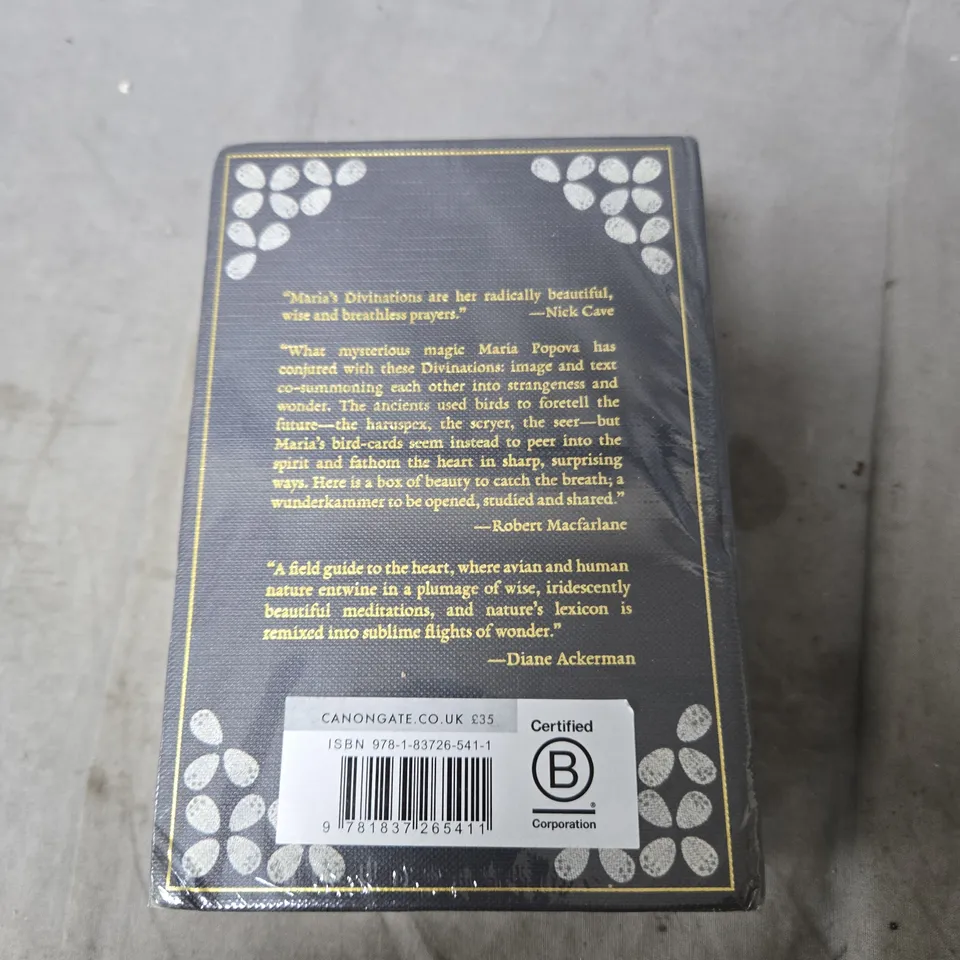 “Maria’s Divinations are her radically beautiful,
wise and breathless prayers.” —Nick Cave
“What mysterious magic Maria Popova has
conjured with these Divinations: image and text
co-summoning each other into strangeness and
wonder. The ancients used birds to foretell the
future—the haruspex, the scryer, the seer—but
Maria’s bird-cards seem instead to peer into the
spirit and fathom the heart in sharp, surprising
ways. Here is a box of beauty to catch the breath; a
wunderkammer to be opened, studied and shared.”
—Robert Macfarlane
“A field guide to the heart, where avian and human
nature entwine in a plumage of wise, iridescently
beautiful meditations, and nature’s lexicon is
remixed into sublime flights of wonder.”
—Diane Ackerman
CANONGATE.CO.UK £35
ISBN 978-1-83726-541-1
9 781837 265411
Certified
B
®
Corporation